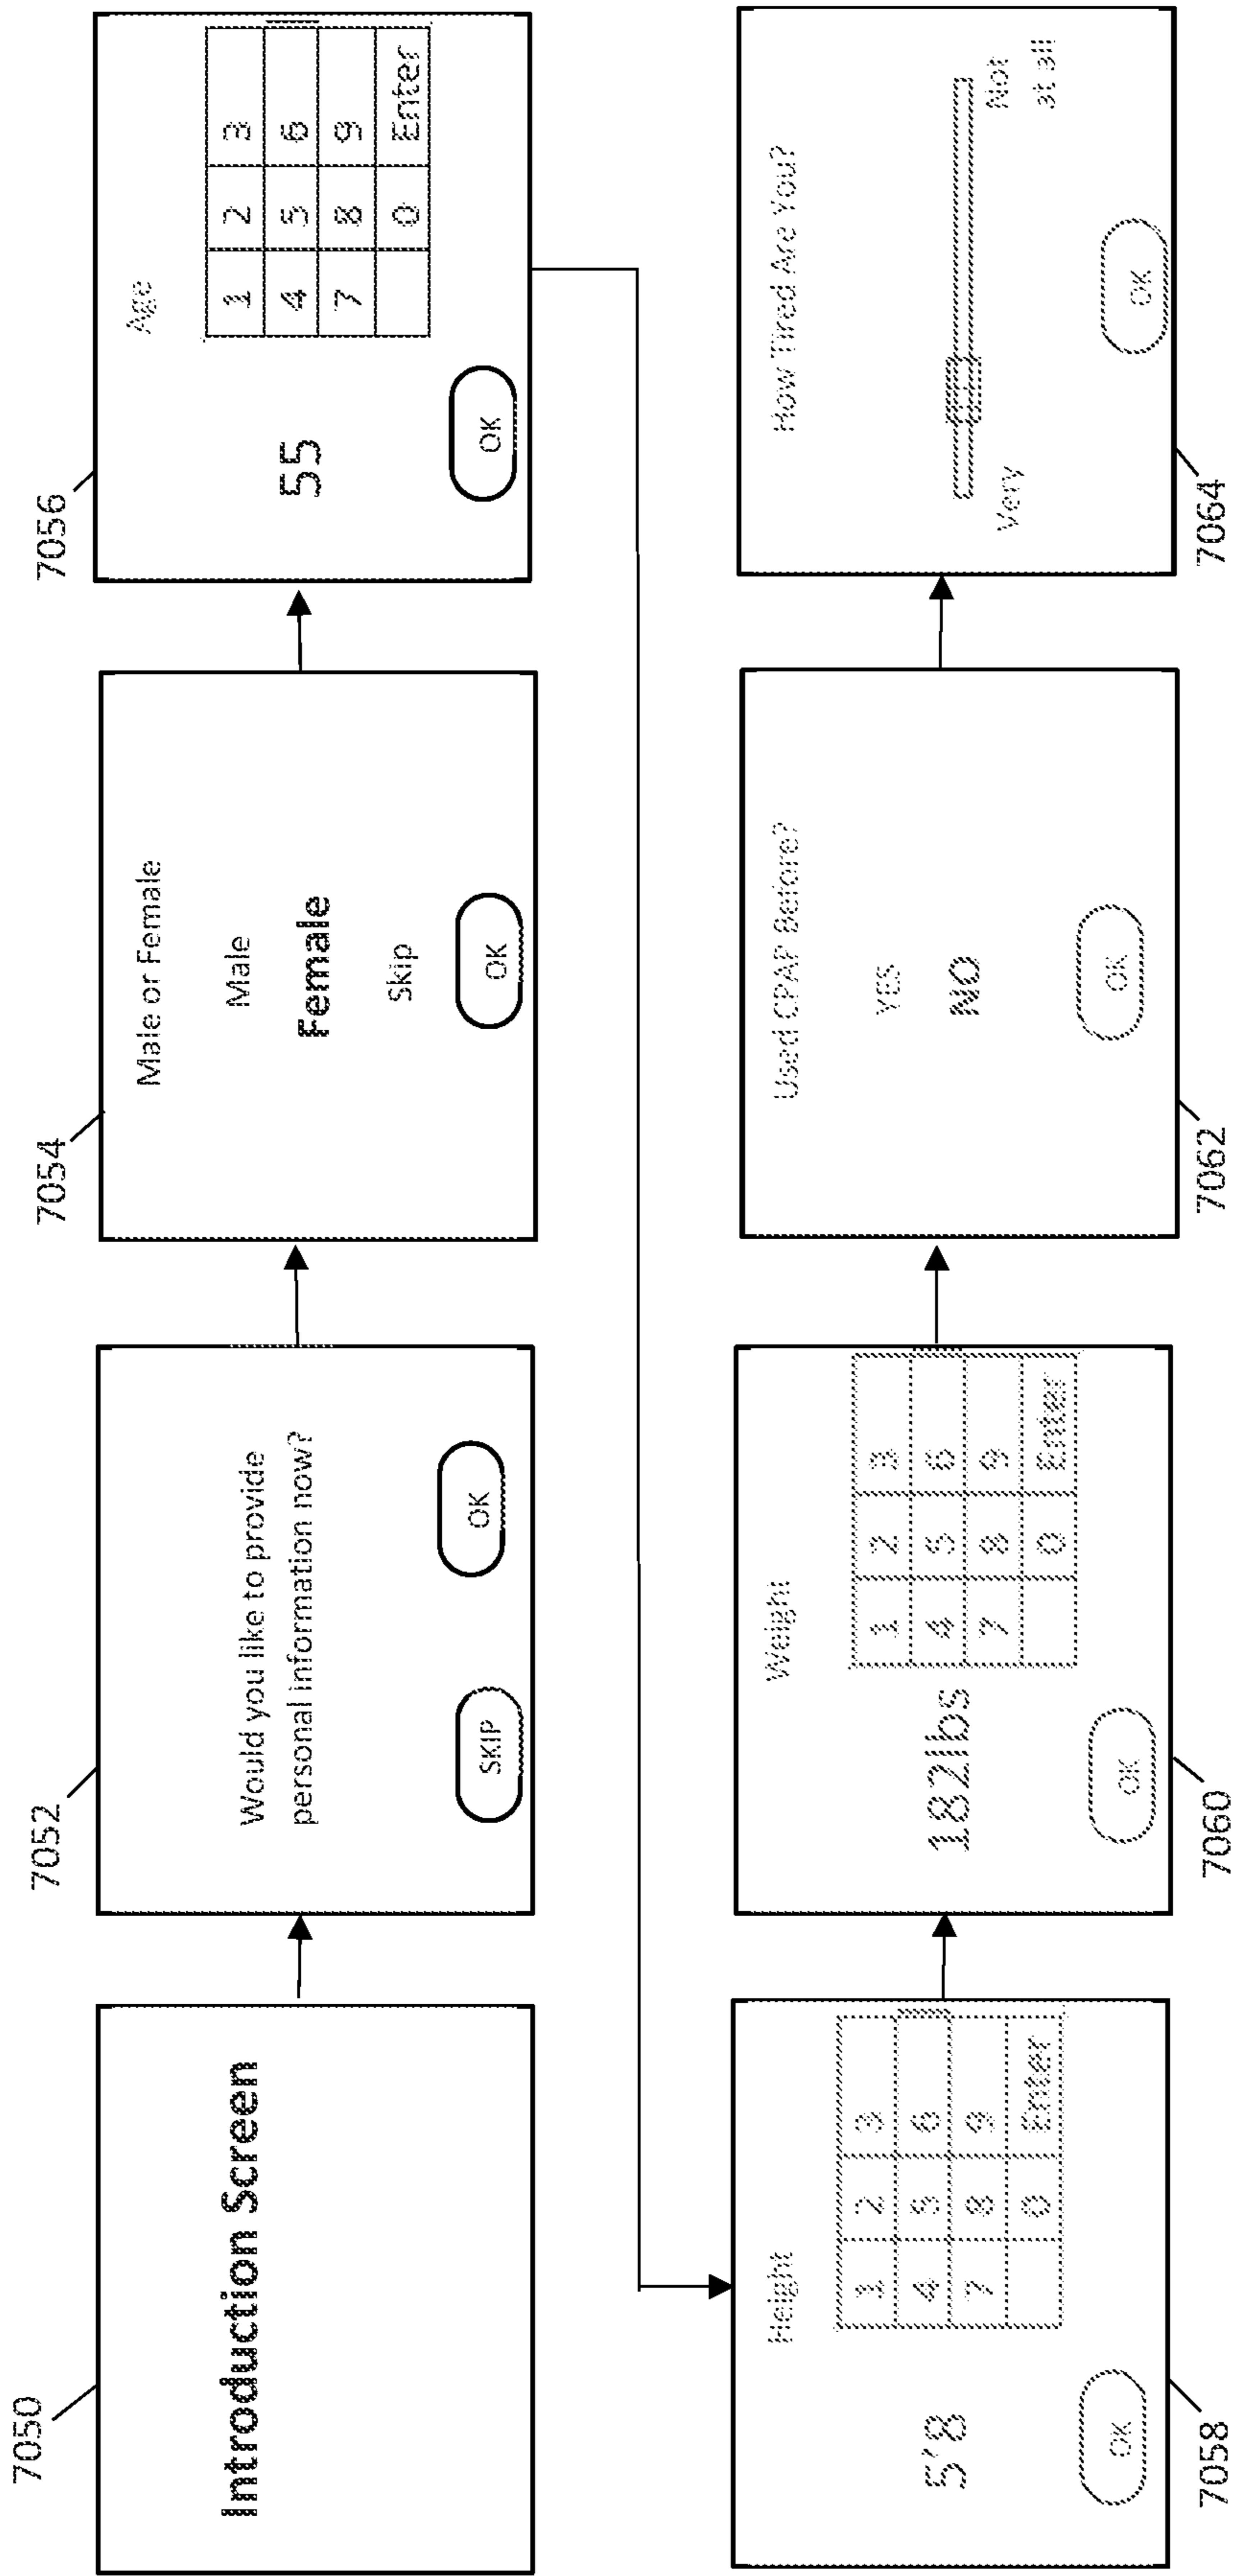 7050
Introduction Screen
7052
Would you like to provide
personal information now?
SKIP
OK
7054
Male or Female
Male
Female
Skip
OK
7056
Age
55
1 2 3
4 5 6
7 8 9
0 Enter
OK
Height
5'8
1 2 3
4 5 6
7 8 9
0 Enter
OK
7058
Weight
182lbs
1 2 3
4 5 6
7 8 9
0 Enter
OK
7060
Used CPAP Before?
YES
NO
OK
7062
How Tired Are You?
Very
Not
at all
OK
7064